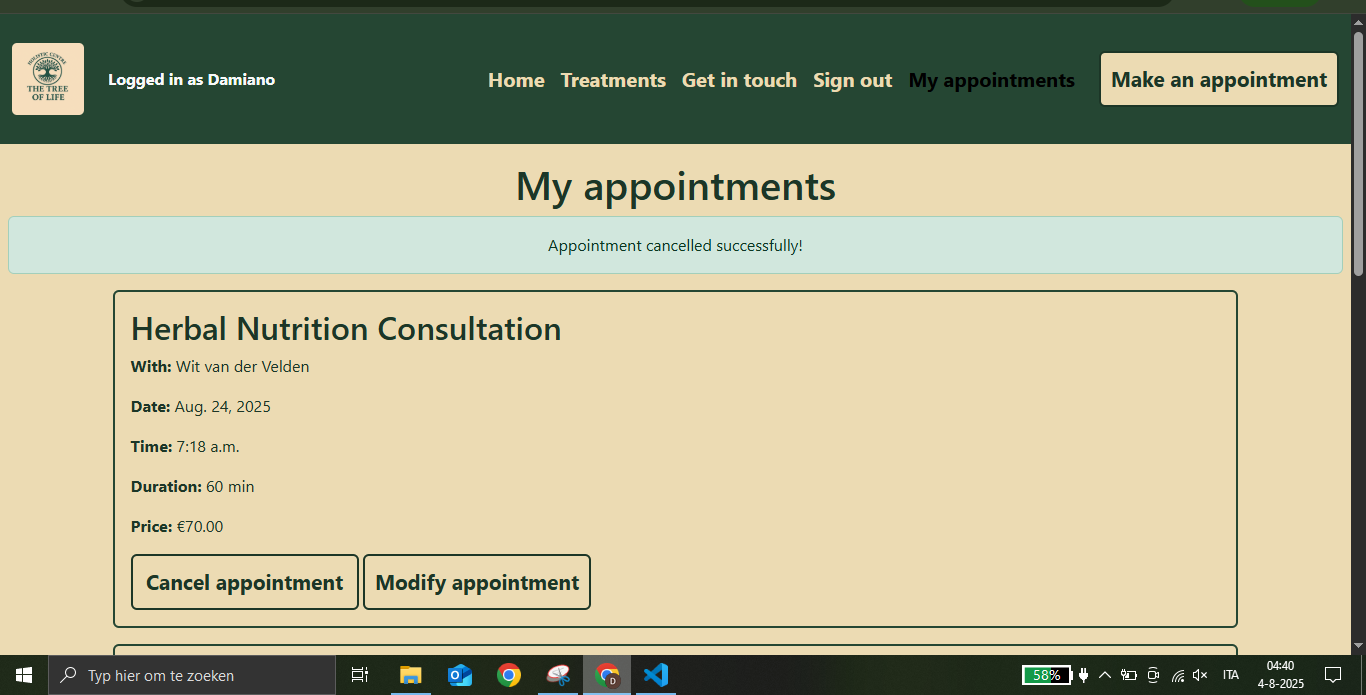 HOLISTIC CENTRE
THE TREE
OF LIFE
Logged in as Damiano
Home Treatments Get in touch Sign out My appointments Make an appointment
My appointments
Appointment cancelled successfully!
Herbal Nutrition Consultation
With: Wit van der Velden
Date: Aug. 24, 2025
Time: 7:18 a.m.
Duration: 60 min
Price: €70.00
Cancel appointment Modify appointment
Typ hier om te zoeken
D
58%
ITA
04:40
4-8-2025